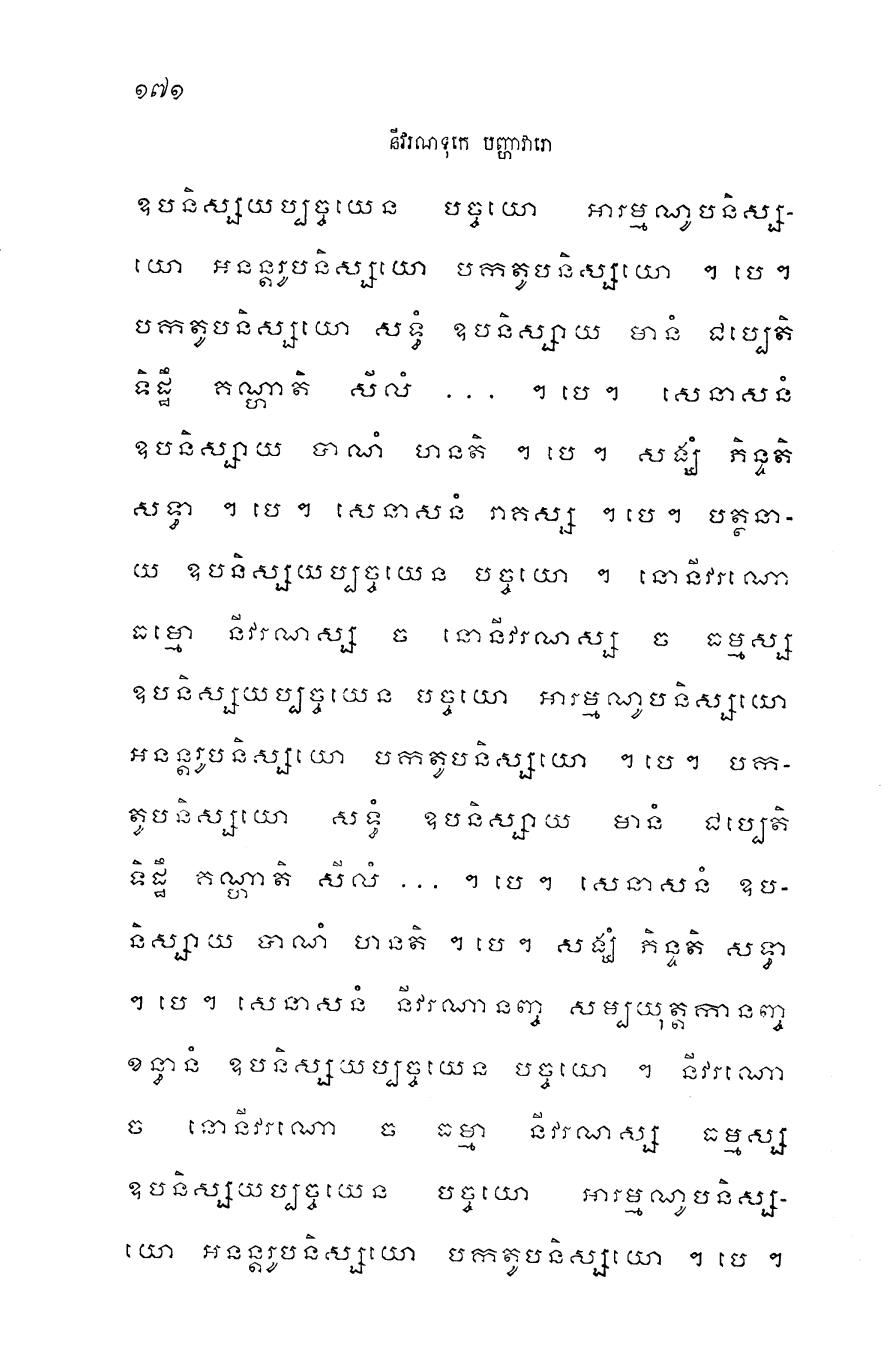 ១៧១
នីវរណទុកេ បញ្ហាវារោ
ឧបនិស្សយប្បច្ចយេន បច្ចយោ អារម្មណូបនិស្ស-
យោ អនន្តរូបនិស្សយោ បកតូបនិស្សយោ ។ បេ ។
បកតូបនិស្សយោ សទ្ធំ ឧបនិស្សាយ មានំ ជប្បេតិ
ទិដ្ឋឹ គណ្ហាតិ សីលំ ... ។ បេ ។ សេនាសនំ
ឧបនិស្សាយ បាណំ ហនតិ ។ បេ ។ សង្ឃំ ភិន្ទតិ
សទ្ធា ។ បេ ។ សេនាសនំ រាគស្ស ។ បេ ។ បត្ថនា-
យ ឧបនិស្សយប្បច្ចយេន បច្ចយោ ។ នោនីវរណោ
ធម្មោ នីវរណស្ស ច នោនីវរណស្ស ច ធម្មស្ស
ឧបនិស្សយប្បច្ចយេន បច្ចយោ អារម្មណូបនិស្សយោ
អនន្តរូបនិស្សយោ បកតូបនិស្សយោ ។ បេ ។ បក-
តូបនិស្សយោ សទ្ធំ ឧបនិស្សាយ មានំ ជប្បេតិ
ទិដ្ឋឹ គណ្ហាតិ សីលំ ... ។ បេ ។ សេនាសនំ ឧប-
និស្សាយ បាណំ ហនតិ ។ បេ ។ សង្ឃំ ភិន្ទតិ សទ្ធា
។ បេ ។ សេនាសនំ នីវរណានញ្ច សម្បយុត្តកានញ្ច
ខន្ធានំ ឧបនិស្សយប្បច្ចយេន បច្ចយោ ។ នីវរណោ
ច នោនីវរណោ ច ធម្មា នីវរណស្ស ធម្មស្ស
ឧបនិស្សយប្បច្ចយេន បច្ចយោ អារម្មណូបនិស្ស-
យោ អនន្តរូបនិស្សយោ បកតូបនិស្សយោ ។ បេ ។